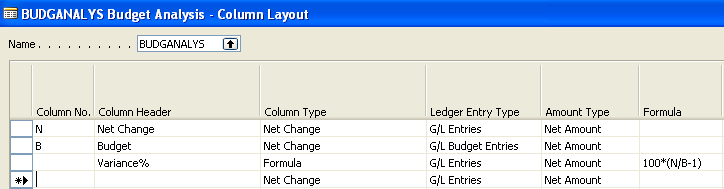 BUDGANALYS Budget Analysis - Column Layout
Name . . . . . . . . . . BUDGANALYS
Column No. Column Header Column Type Ledger Entry Type Amount Type Formula
N Net Change Net Change G/L Entries Net Amount
B Budget Net Change G/L Budget Entries Net Amount
Variance% Formula G/L Entries Net Amount 100*(N/B-1)
Net Change G/L Entries Net Amount